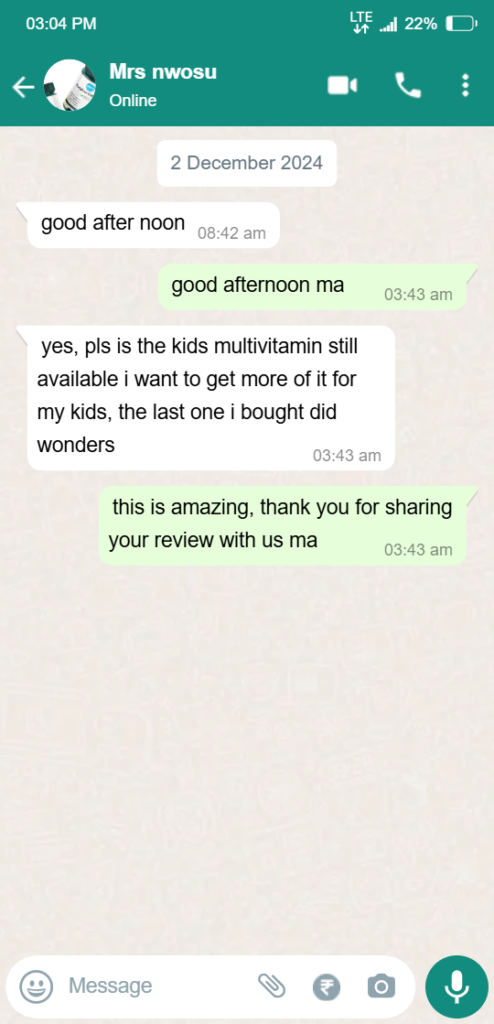 03:04 PM LTE 22%
Mrs nwosu
Online
2 December 2024
good after noon 08:42 am
good afternoon ma 03:43 am
yes, pls is the kids multivitamin still
available i want to get more of it for
my kids, the last one i bought did
wonders 03:43 am
this is amazing, thank you for sharing
your review with us ma 03:43 am
Message ₹